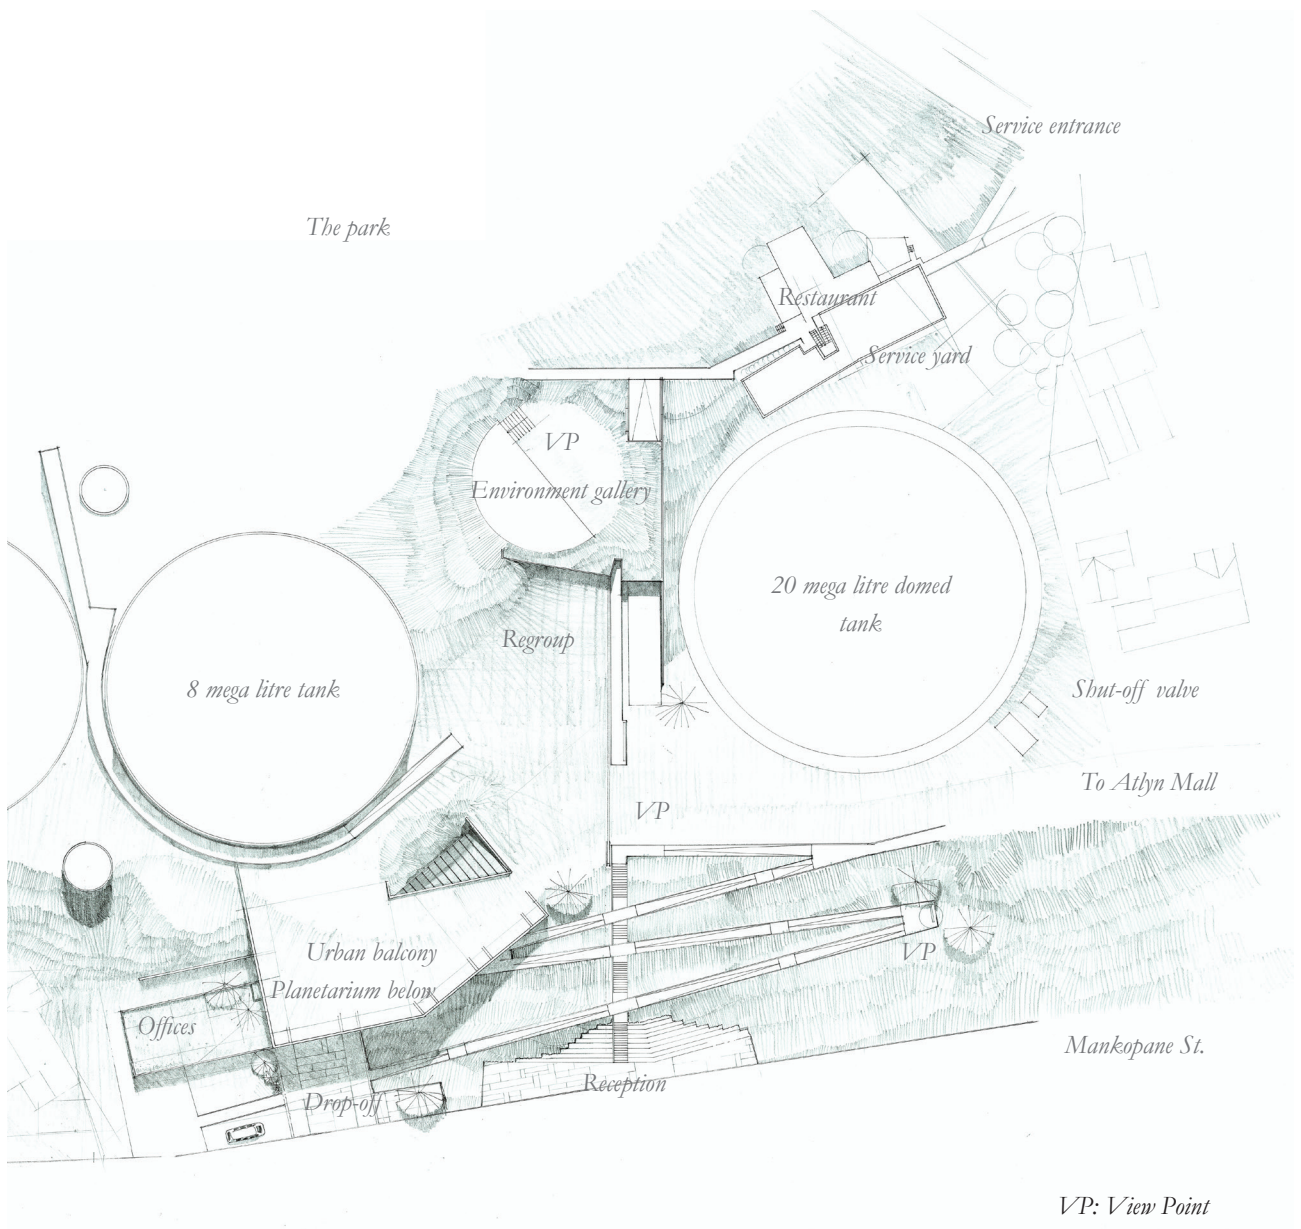 Service entrance
The park
Restaurant
Service yard
VP
Environment gallery
20 mega litre domed
tank
Regroup
8 mega litre tank
Shut-off valve
To Atlyn Mall
VP
Urban balcony
VP
Planetarium below
Offices
Mankopane St.
Reception
Drop-off
VP: View Point